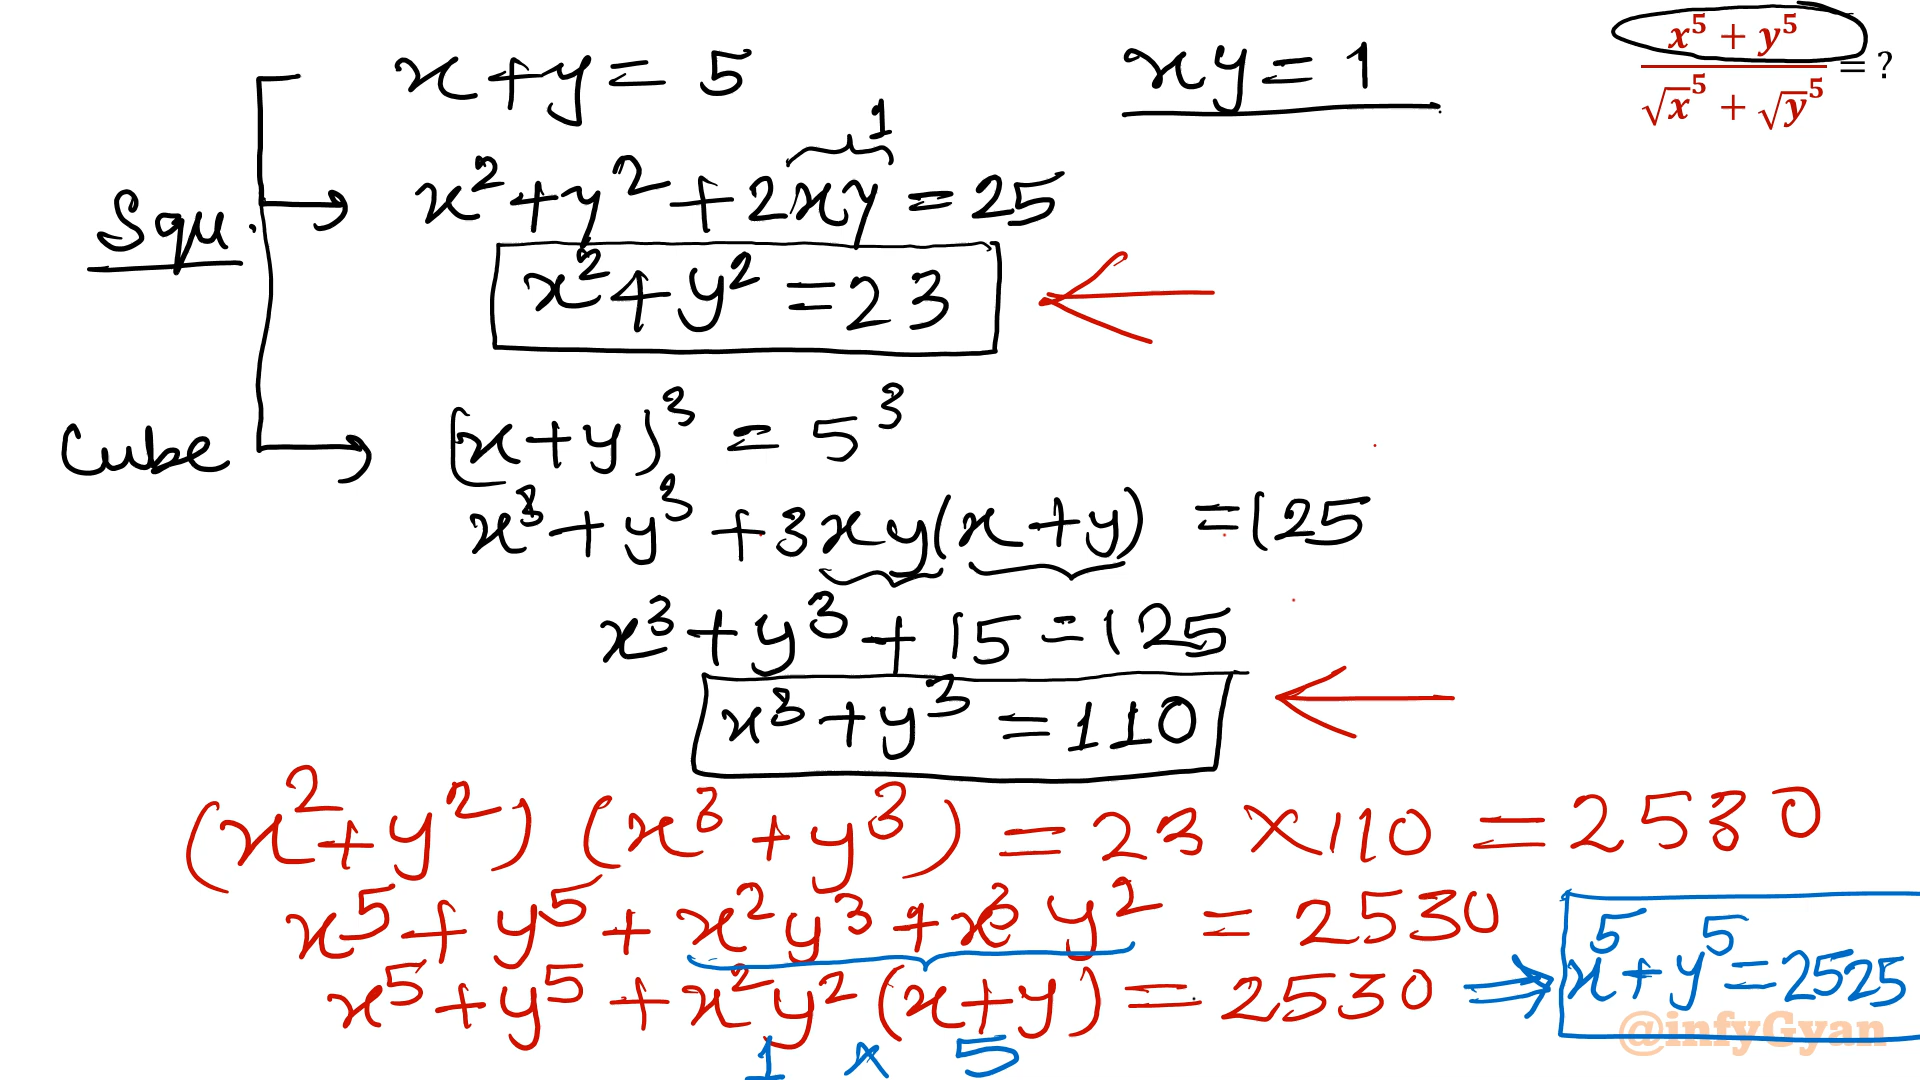 x + y = 5
xy = 1
(x⁵ + y⁵)/(√x⁵ + √y⁵) = ?
1
Squ.
x² + y² + 2xy = 25
x² + y² = 23
Cube
(x + y)³ = 5³
x³ + y³ + 3xy(x + y) = 125
x³ + y³ + 15 = 125
x³ + y³ = 110
(x² + y²) (x³ + y³) = 23 × 110 = 2530
x⁵ + y⁵ + x²y³ + x³y² = 2530
x⁵ + y⁵ + x²y²(x + y) = 2530 ⇒ x⁵ + y⁵ = 2525
1 × 5
@infyGyan